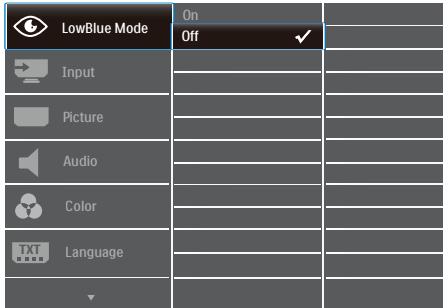 LowBlue Mode
On
Off
Input
Picture
Audio
Color
TXT
Language